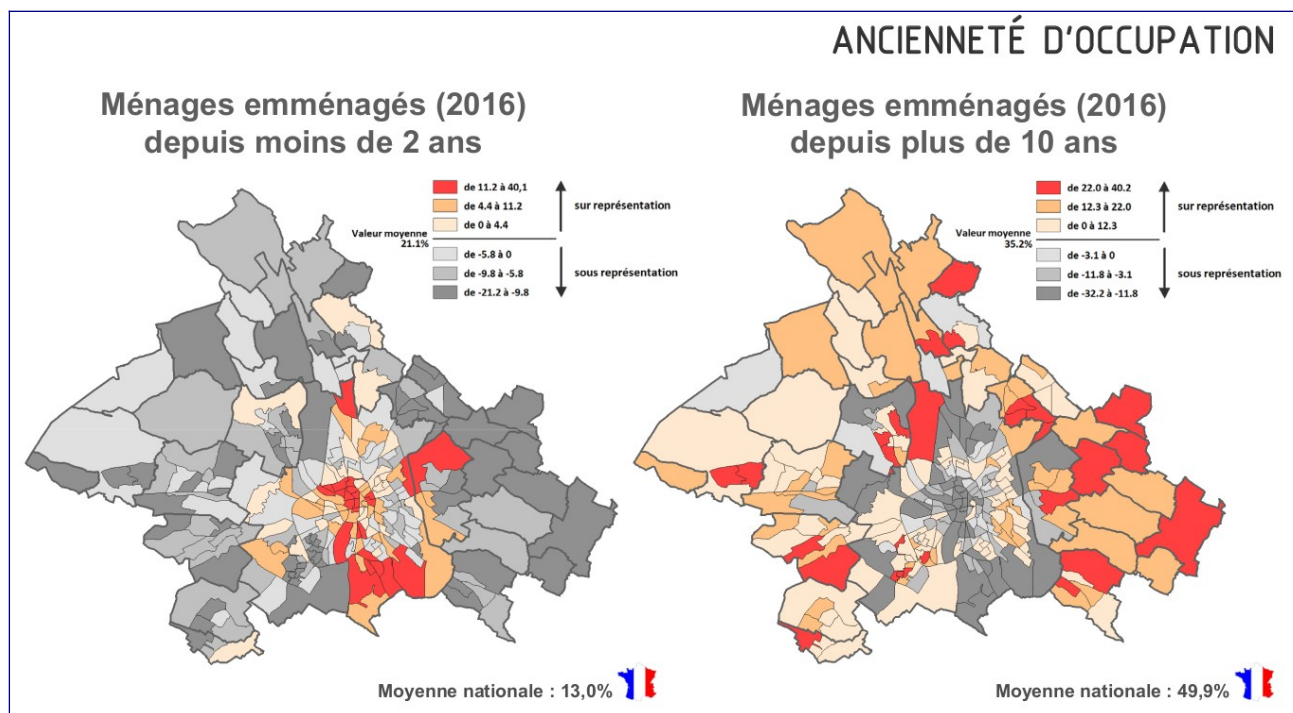 ANCIENNETÉ D'OCCUPATION
Ménages emménagés (2016)
depuis moins de 2 ans
de 11.2 à 40,1
de 4.4 à 11.2
sur représentation
de 0 à 4.4
Valeur moyenne
21.1%
de -5.8 à 0
de -9.8 à -5.8
sous représentation
de -21.2 à -9.8
Moyenne nationale : 13,0%
Ménages emménagés (2016)
depuis plus de 10 ans
de 22.0 à 40.2
de 12.3 à 22.0
sur représentation
de 0 à 12.3
Valeur moyenne
35.2%
de -3.1 à 0
de -11.8 à -3.1
sous représentation
de -32.2 à -11.8
Moyenne nationale : 49,9%